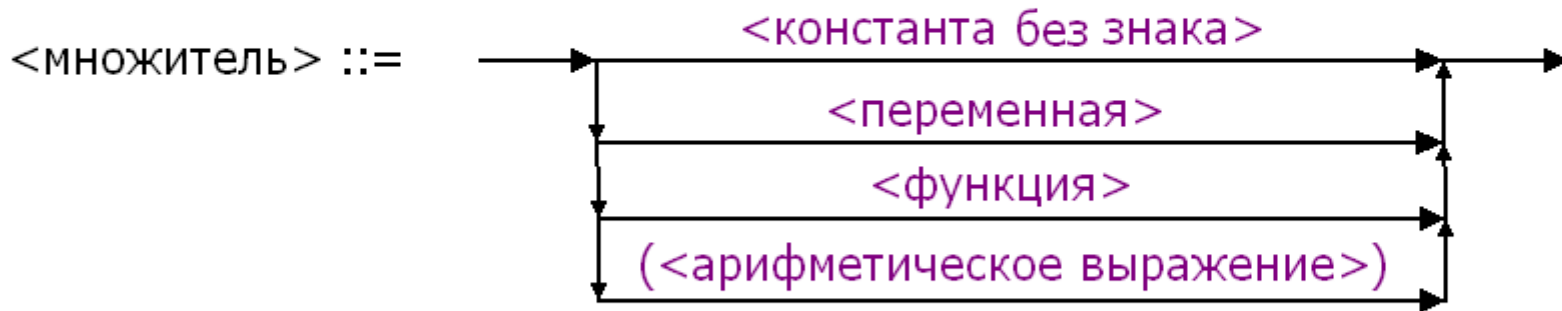 <множитель> ::=
<константа без знака>
<переменная>
<функция>
(<арифметическое выражение>)